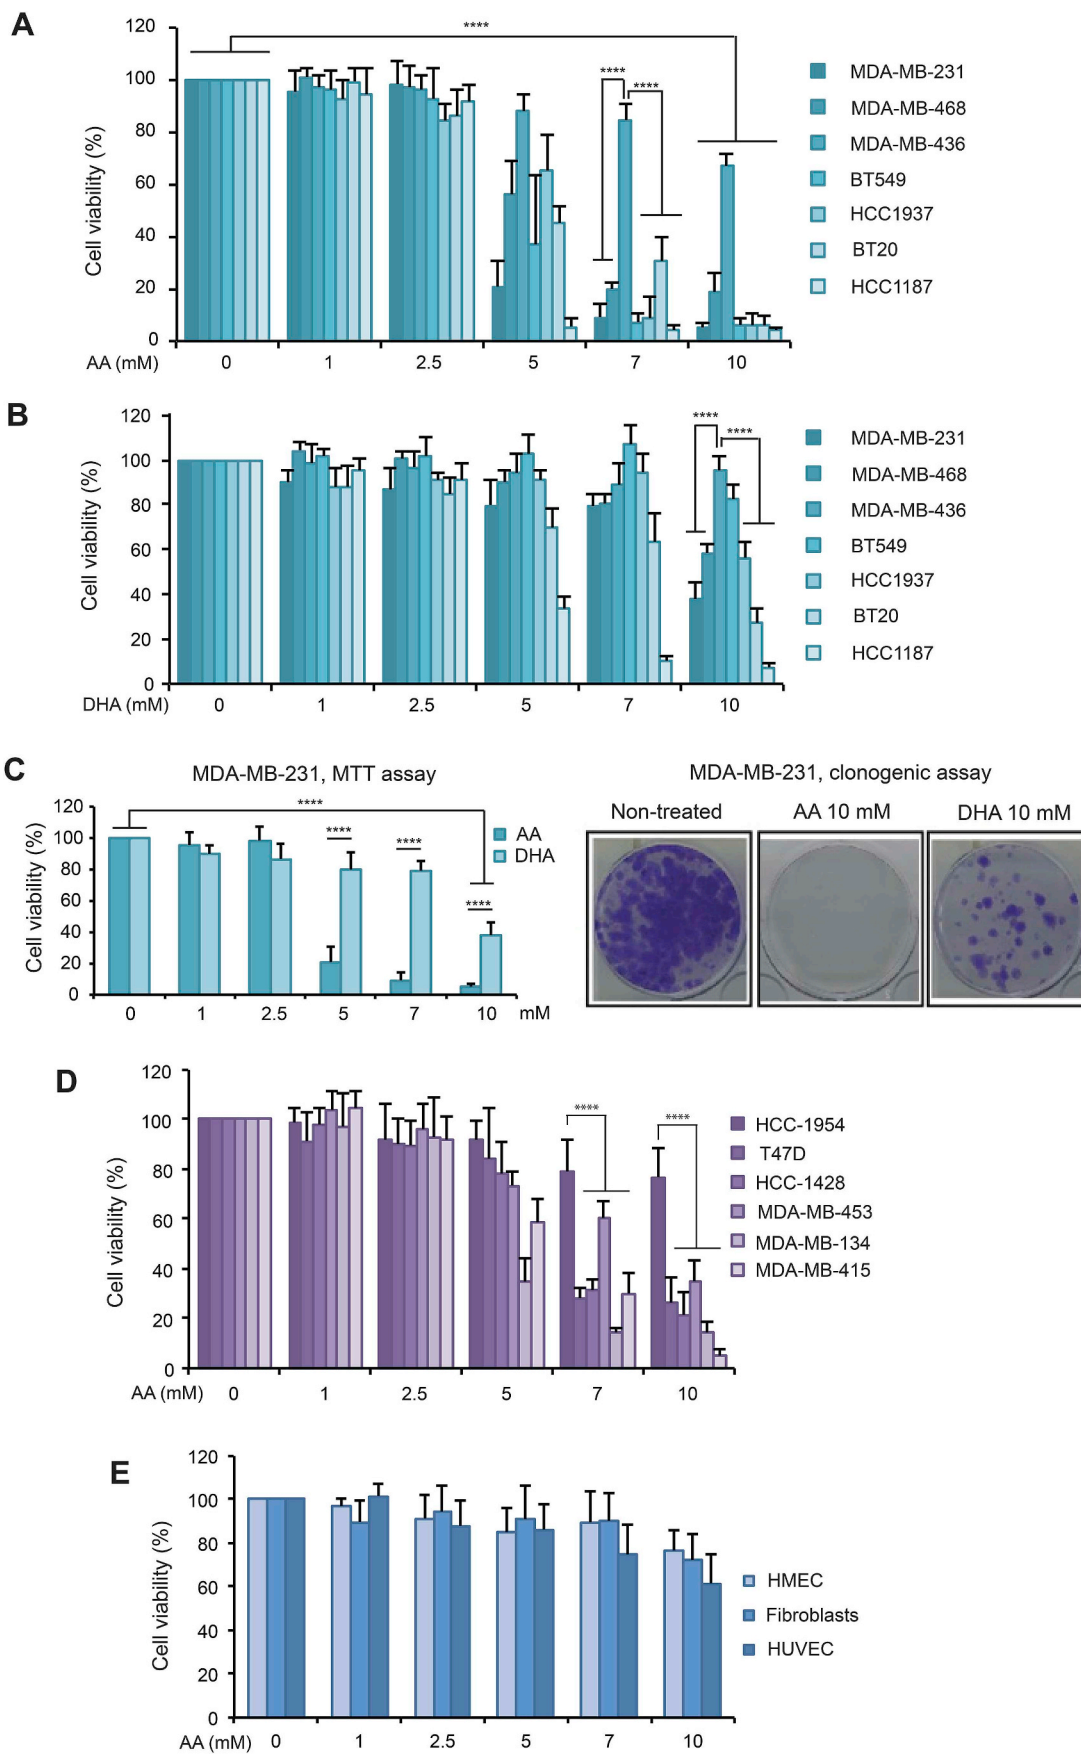 A
120
100
80
60
40
20
0
Cell viability (%)
****
**** ****
AA (mM) 0 1 2.5 5 7 10
MDA-MB-231
MDA-MB-468
MDA-MB-436
BT549
HCC1937
BT20
HCC1187
B
120
100
80
60
40
20
0
Cell viability (%)
**** ****
DHA (mM) 0 1 2.5 5 7 10
MDA-MB-231
MDA-MB-468
MDA-MB-436
BT549
HCC1937
BT20
HCC1187
C
MDA-MB-231, MTT assay
120
100
80
60
40
20
0
Cell viability (%)
****
**** **** ****
AA
DHA
0 1 2.5 5 7 10 mM
MDA-MB-231, clonogenic assay
Non-treated AA 10 mM DHA 10 mM
D
120
100
80
60
40
20
0
Cell viability (%)
**** ****
AA (mM) 0 1 2.5 5 7 10
HCC-1954
T47D
HCC-1428
MDA-MB-453
MDA-MB-134
MDA-MB-415
E
120
100
80
60
40
20
0
Cell viability (%)
AA (mM) 0 1 2.5 5 7 10
HMEC
Fibroblasts
HUVEC